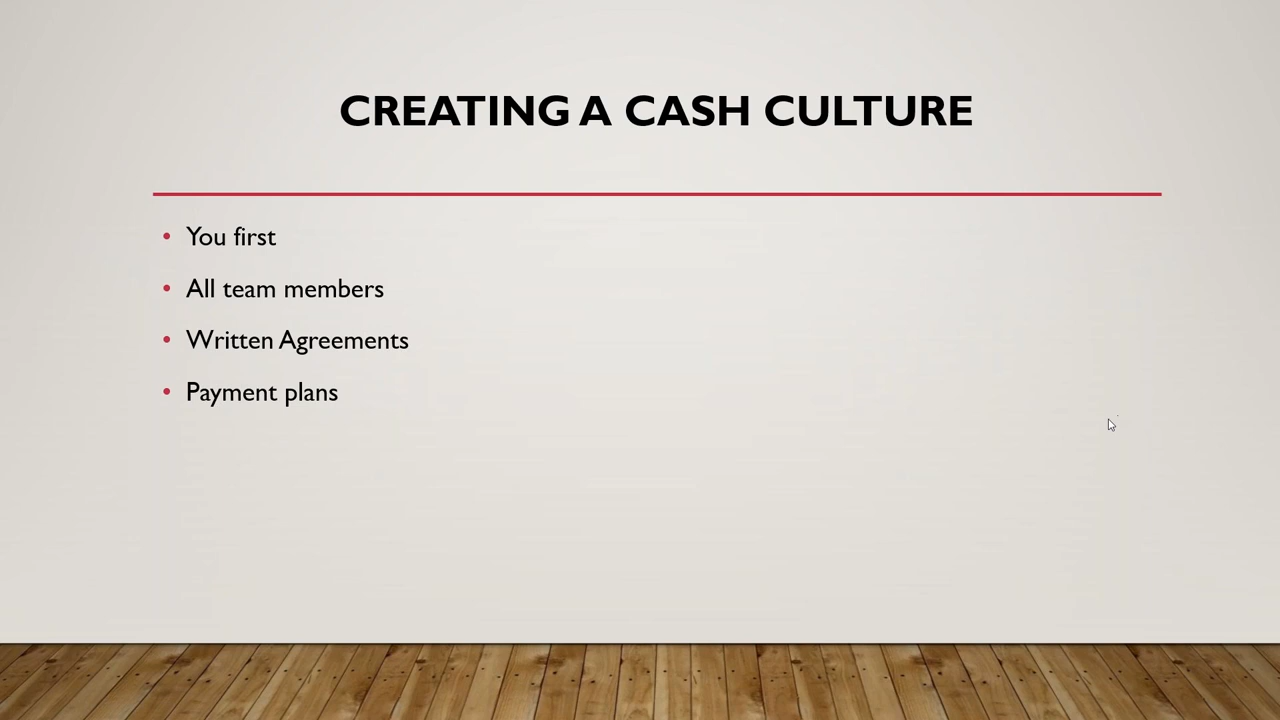 CREATING A CASH CULTURE
• You first
• All team members
• Written Agreements
• Payment plans